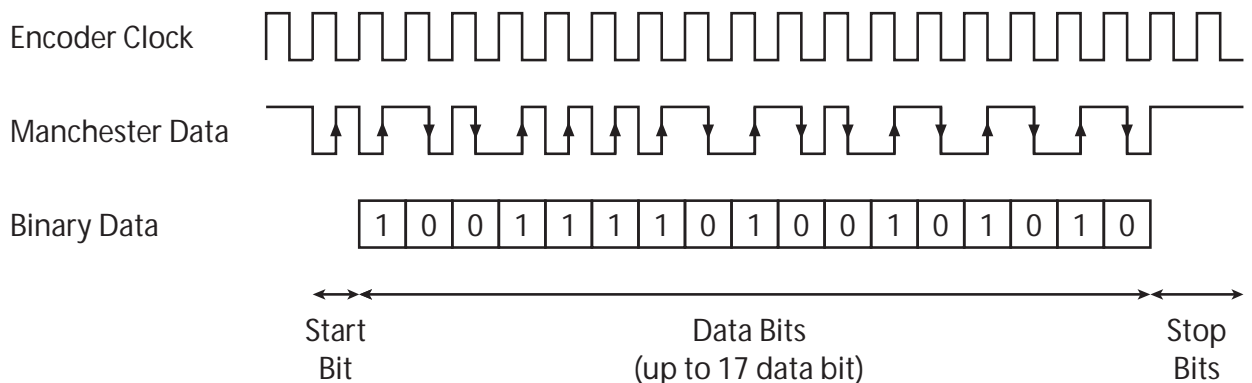 Encoder Clock
Manchester Data
Binary Data
1 0 0 1 1 1 1 0 1 0 0 1 0 1 0 1 0
Start
Bit
Data Bits
(up to 17 data bit)
Stop
Bits